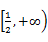 [1/2, +∞)